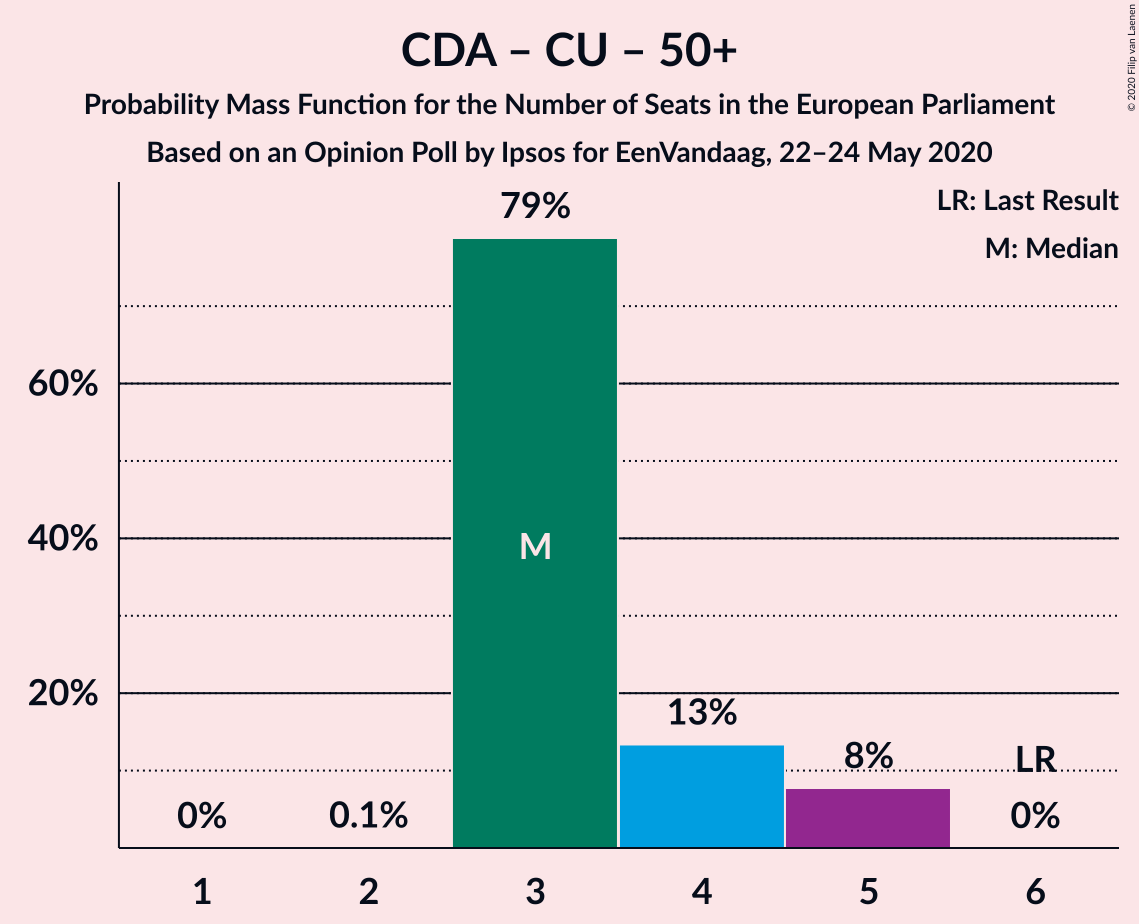 CDA – CU – 50+
Probability Mass Function for the Number of Seats in the European Parliament
Based on an Opinion Poll by Ipsos for EenVandaag, 22–24 May 2020
© 2020 Filip van Laenen
LR: Last Result
M: Median
79%
60%
M
40%
20%
13%
8%
LR
0%
0.1%
0%
1
2
3
4
5
6